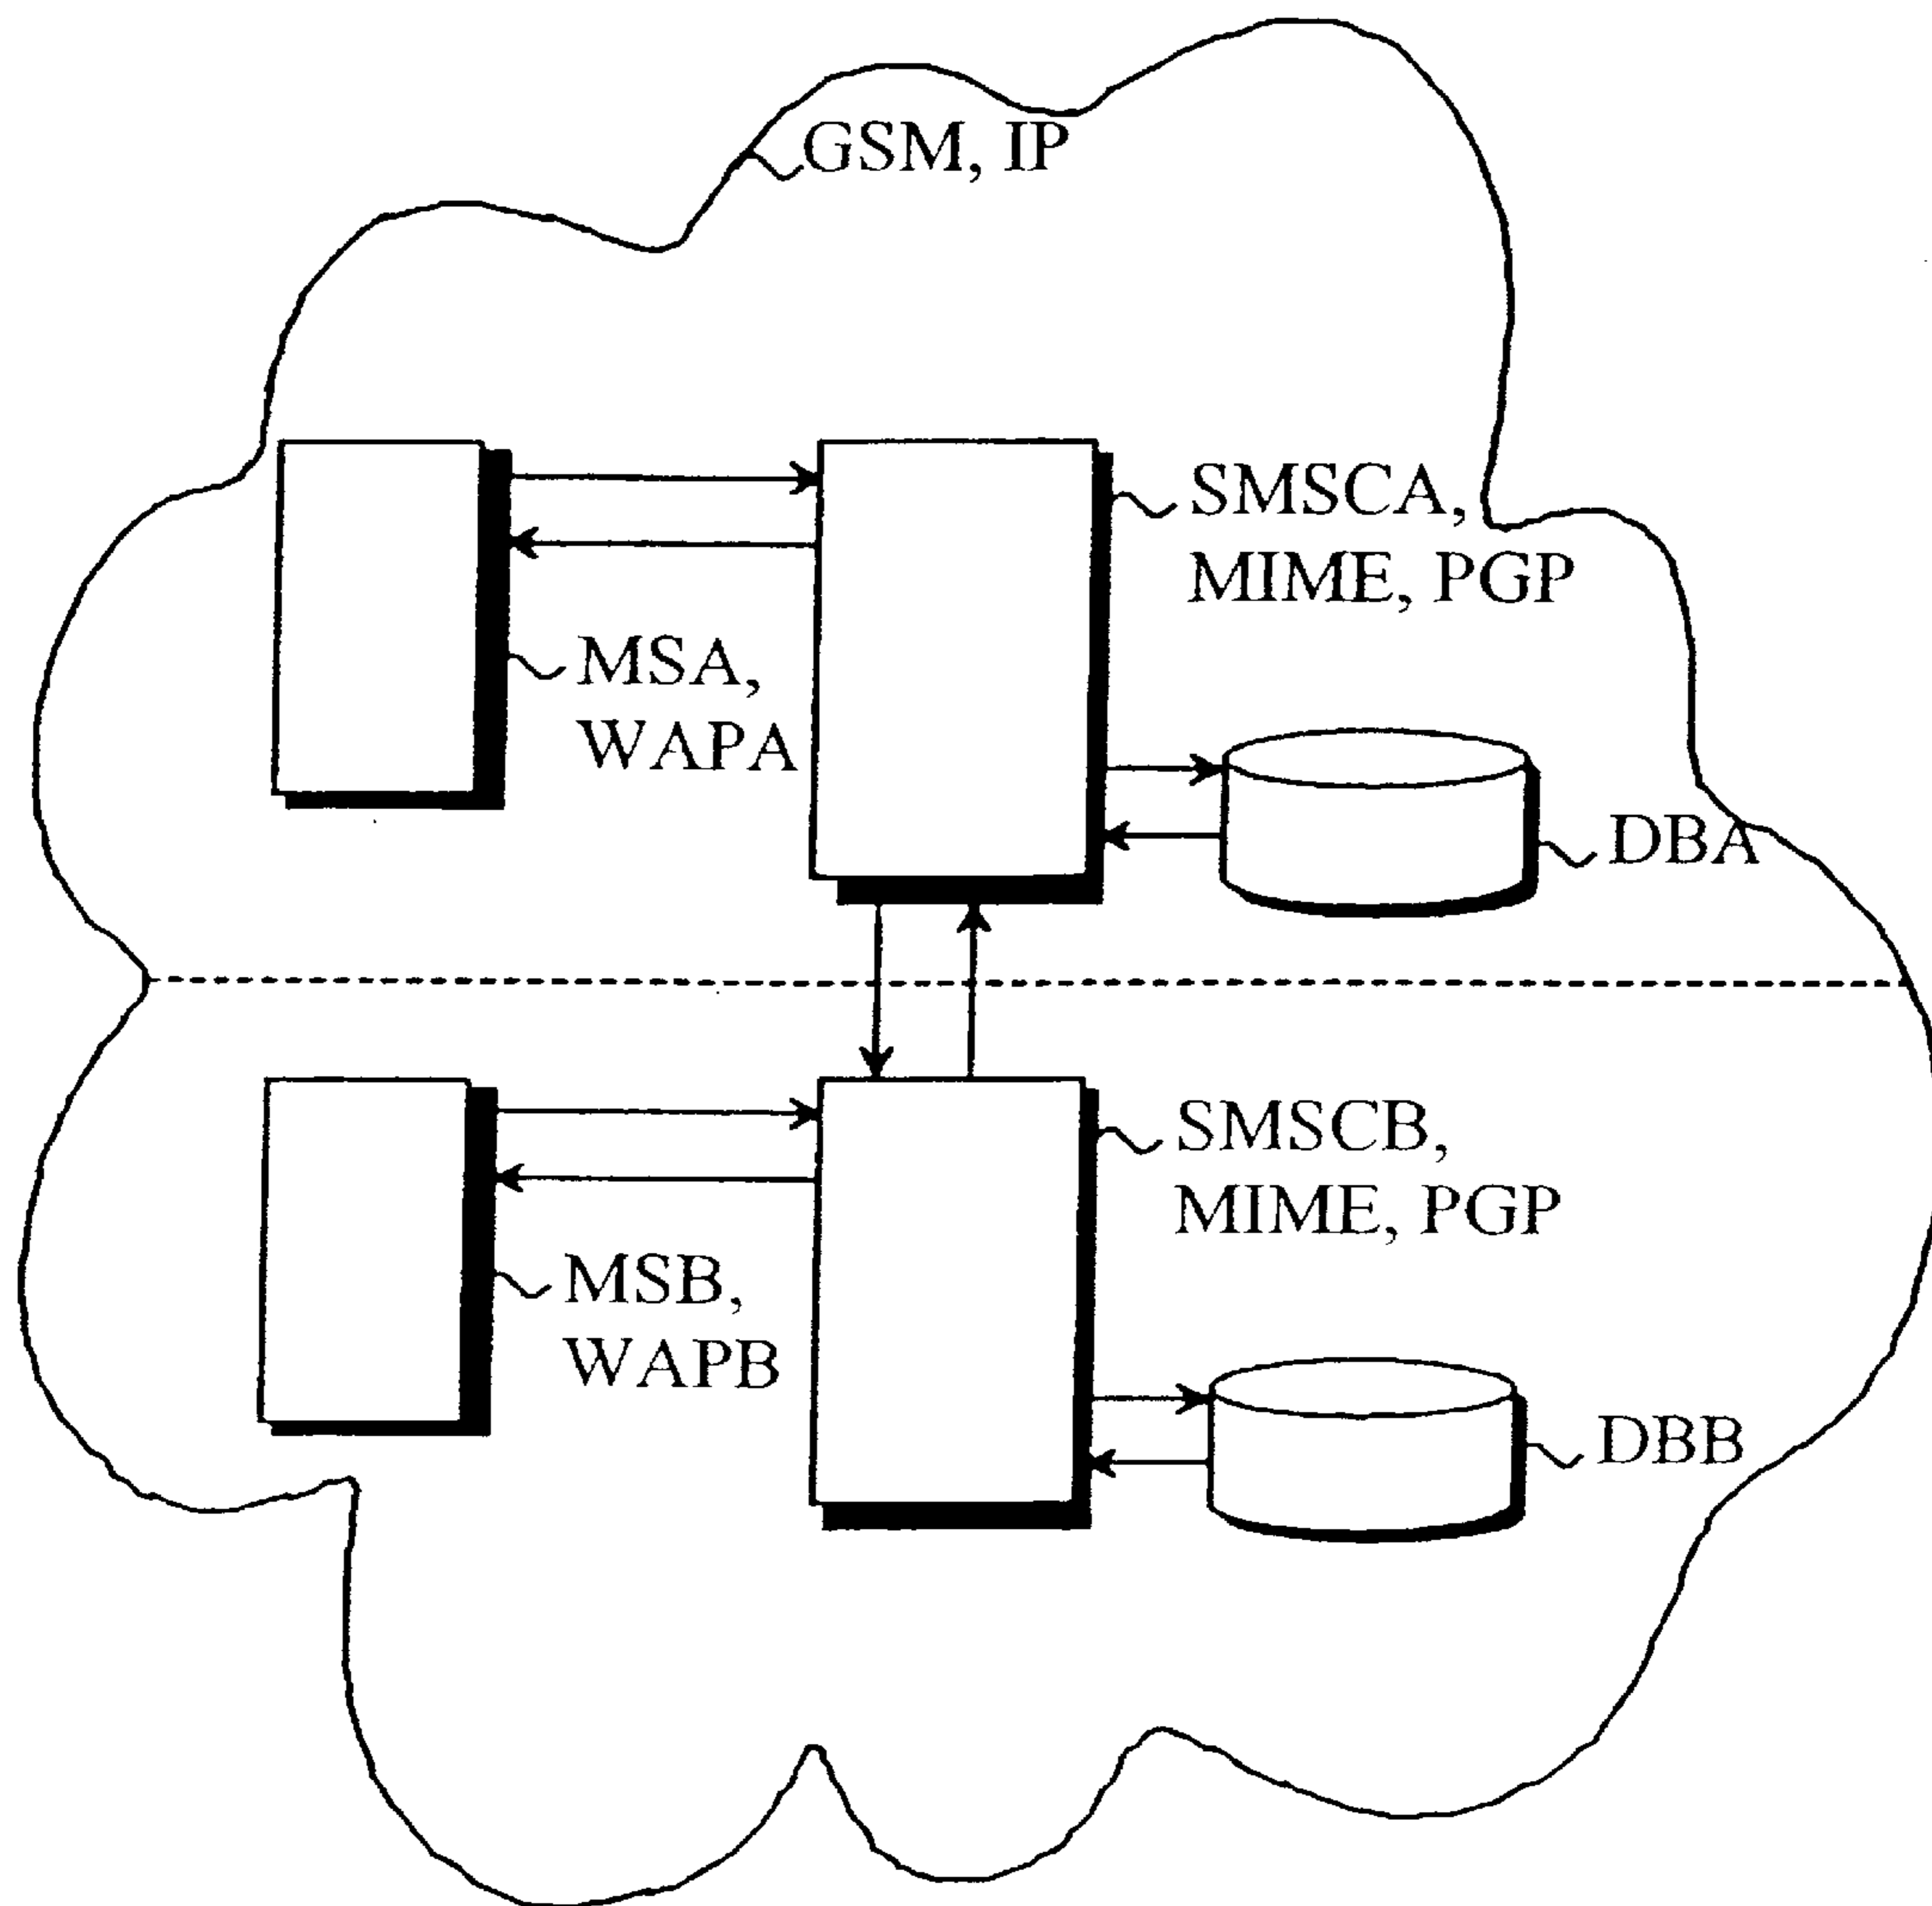 GSM, IP
SMSCA,
MIME, PGP
MSA,
WAPA
DBA
SMSCB,
MIME, PGP
MSB,
WAPB
DBB